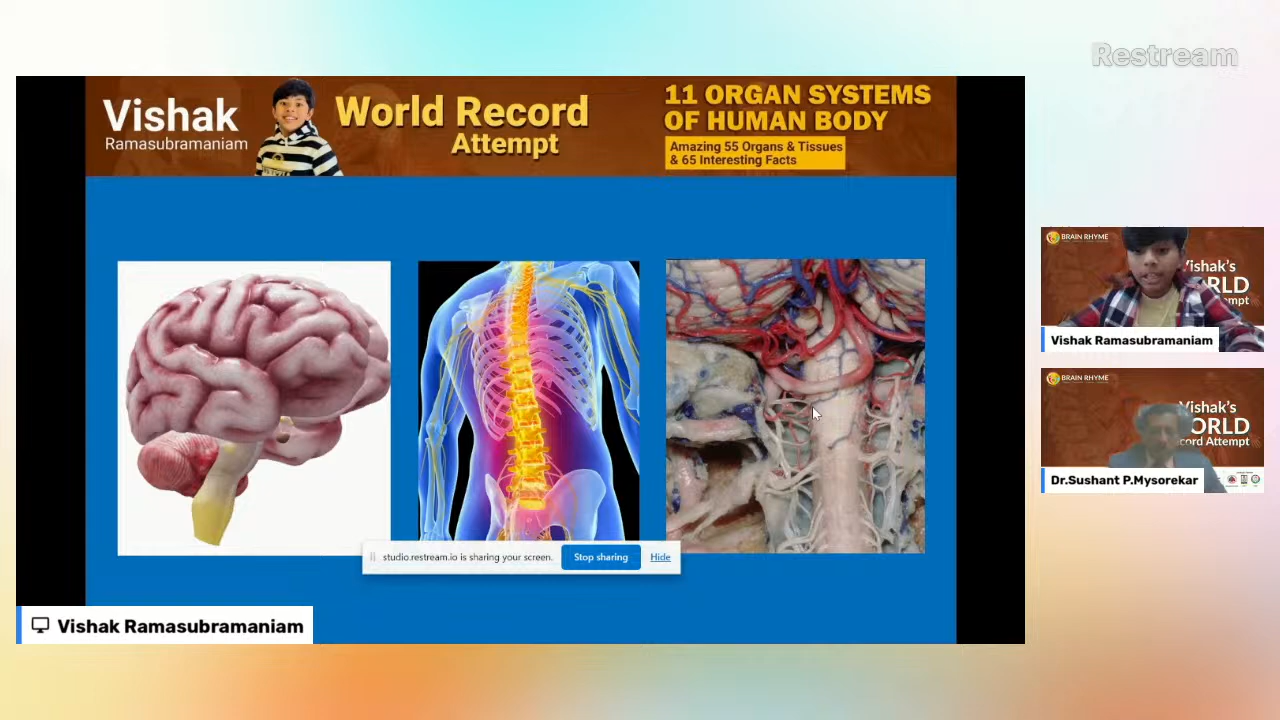 Restream
Vishak
Ramasubramaniam
World Record
Attempt
11 ORGAN SYSTEMS
OF HUMAN BODY
Amazing 55 Organs & Tissues
& 65 Interesting Facts
studio.restream.io is sharing your screen.
Stop sharing
Hide
Vishak Ramasubramaniam
BRAIN RHYME
Vishak's
Vishak Ramasubramaniam
BRAIN RHYME
Vishak's
Dr.Sushant P.Mysorekar